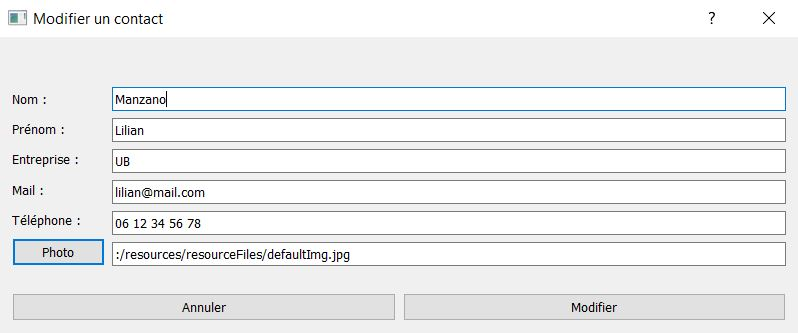 Modifier un contact
?
Nom : Manzano
Prénom : Lilian
Entreprise : UB
Mail : lilian@mail.com
Téléphone : 06 12 34 56 78
Photo :/resources/resourceFiles/defaultImg.jpg
Annuler Modifier